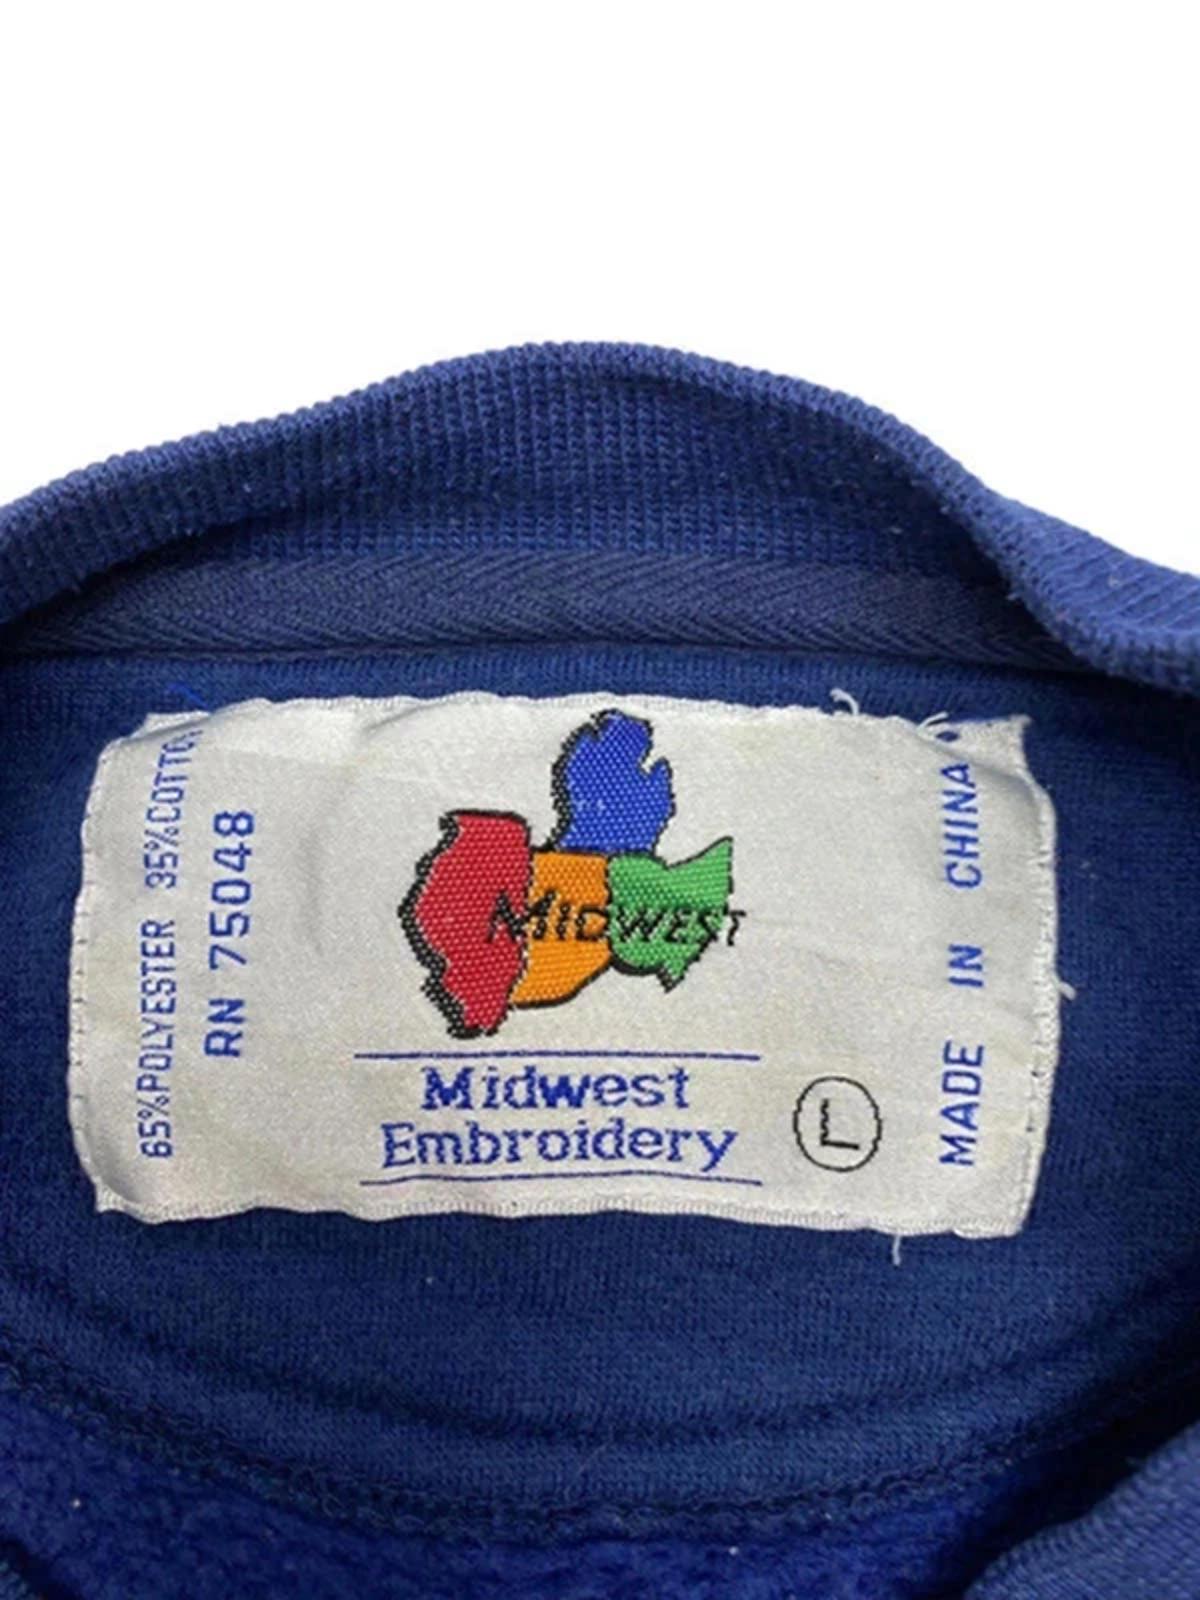 65%POLYESTER 35%COTTON
RN 75048
MIDWEST
Midwest
Embroidery
L
MADE IN CHINA